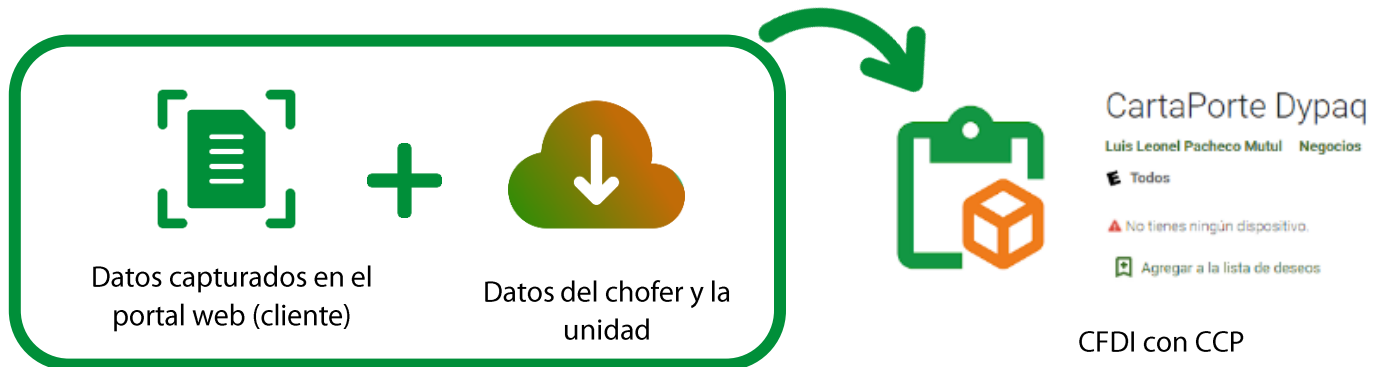 Datos capturados en el
portal web (cliente)
Datos del chofer y la
unidad
CartaPorte Dypaq
Luis Leonel Pacheco Mutul Negocios
E Todos
No tienes ningún dispositivo.
Agregar a la lista de deseos
CFDI con CCP